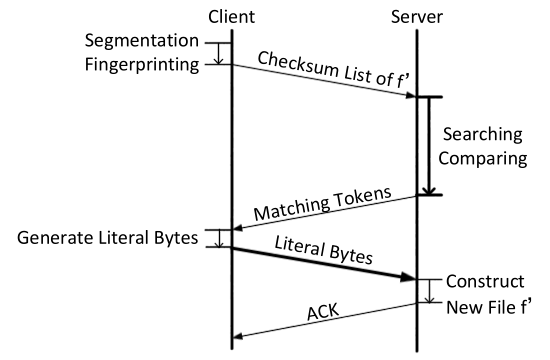 Client
Server
Segmentation
Fingerprinting
Checksum List of f’
Searching
Comparing
Matching Tokens
Generate Literal Bytes
Literal Bytes
Construct
New File f’
ACK